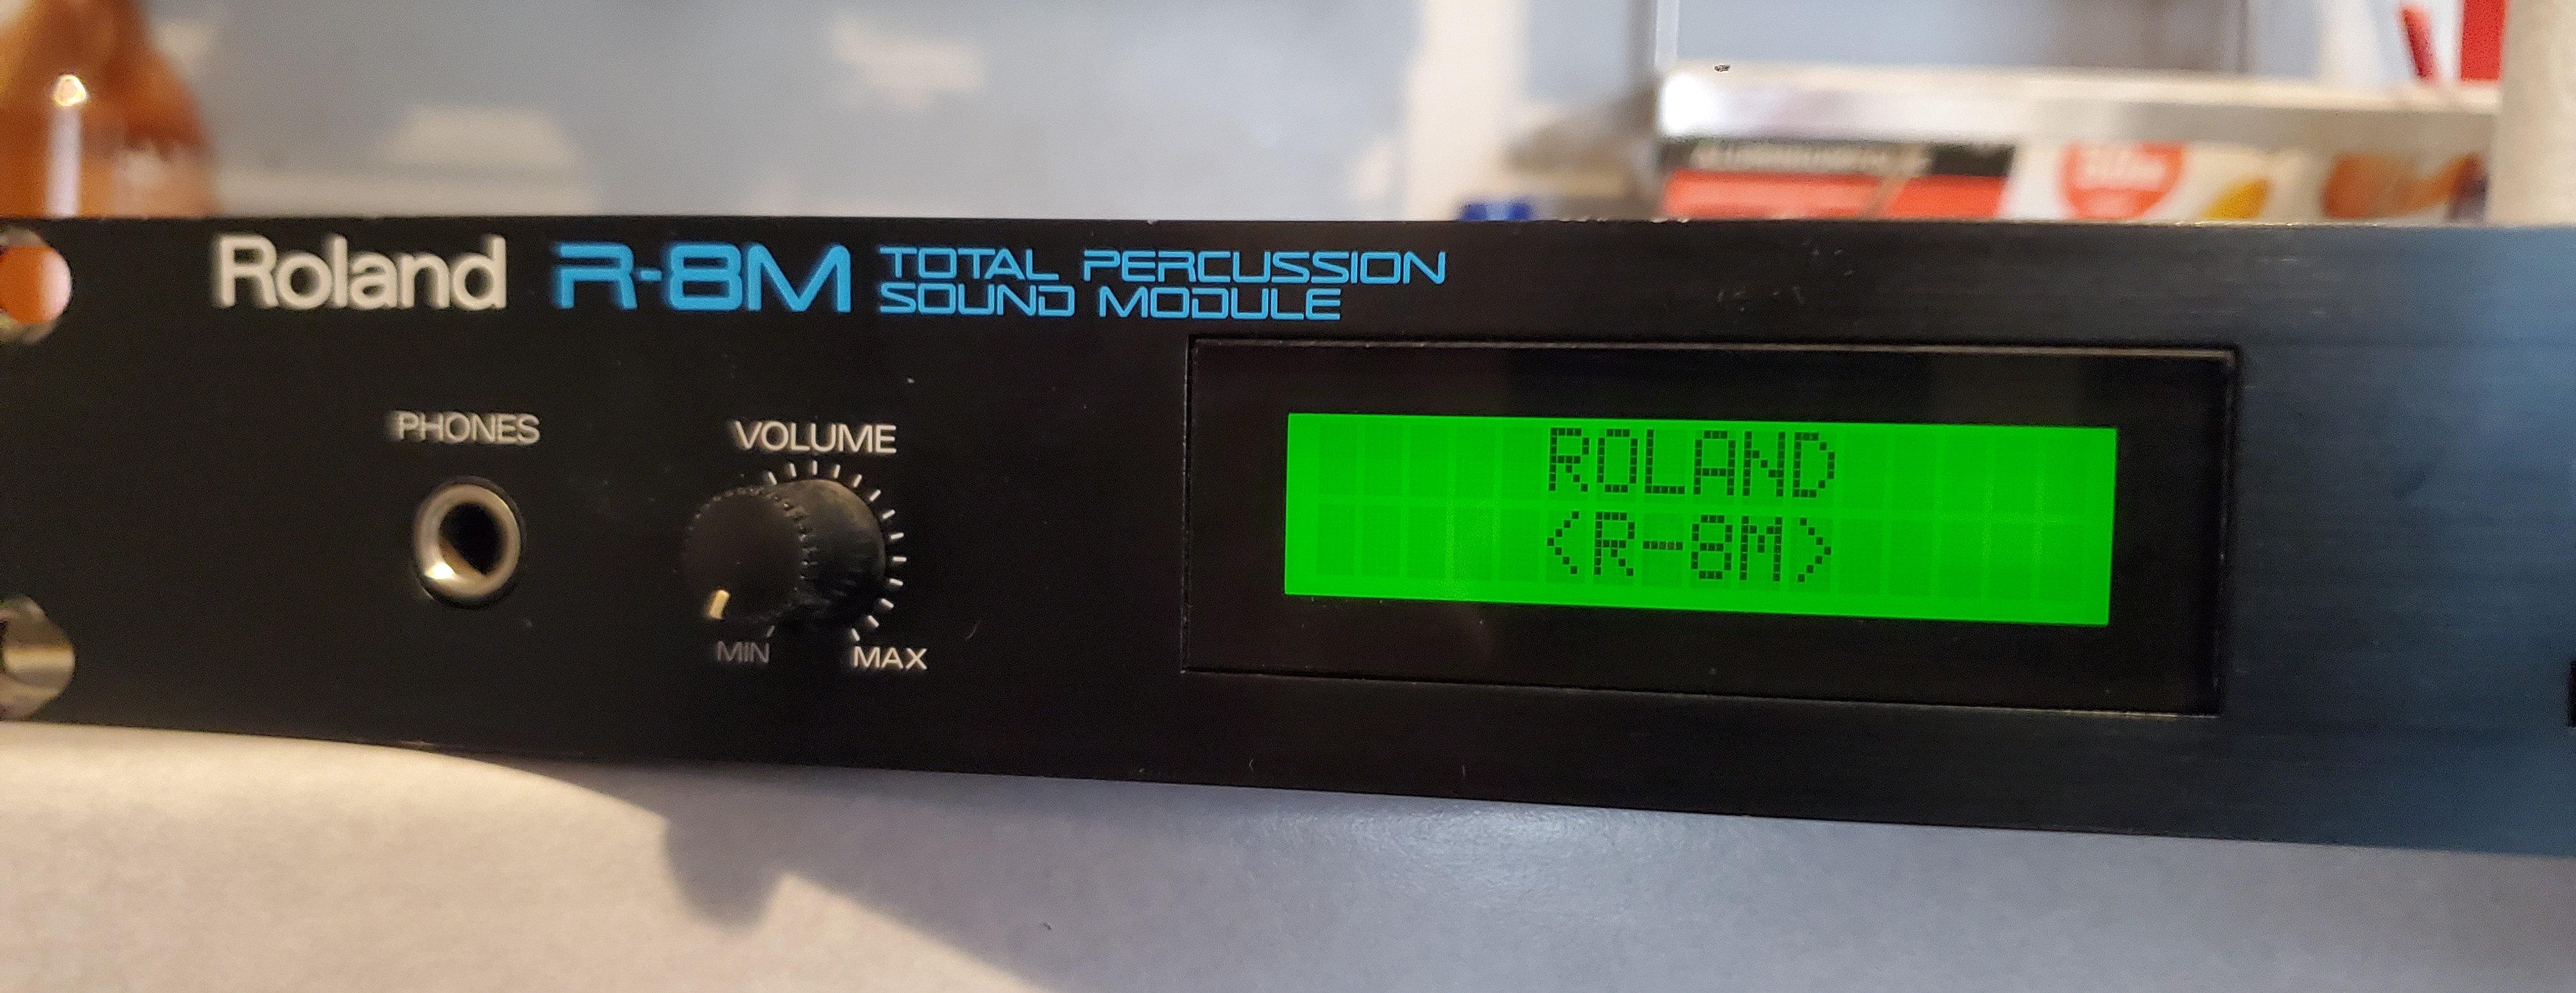 Roland R-8M TOTAL PERCUSSION
SOUND MODULE
PHONES
VOLUME
MIN
MAX
ROLAND
<R-8M>